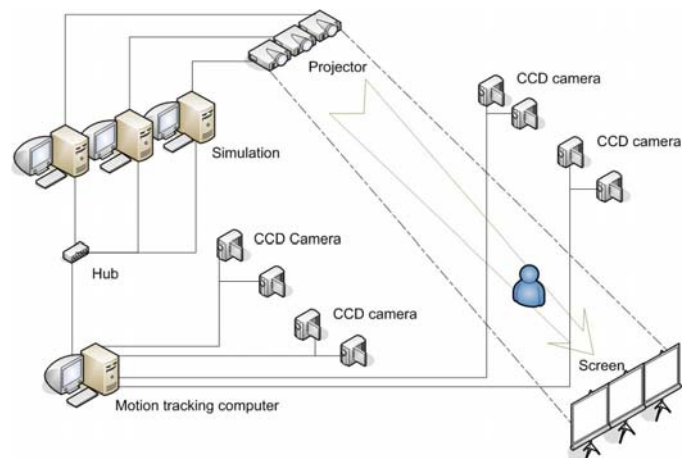 Projector
CCD camera
CCD camera
Simulation
CCD Camera
Hub
CCD camera
Screen
Motion tracking computer